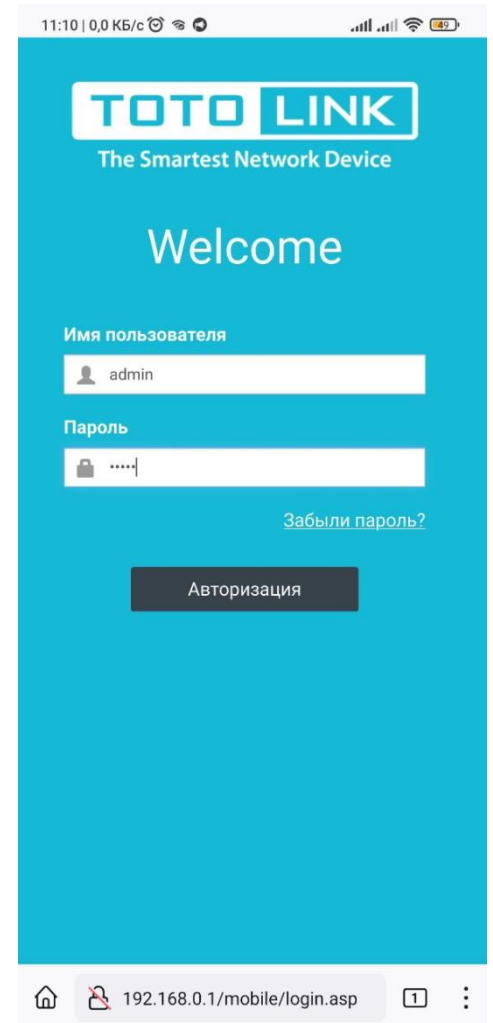 11:10 | 0,0 КБ/с 49
TOTO LINK
The Smartest Network Device
Welcome
Имя пользователя
admin
Пароль
•••••
Забыли пароль?
Авторизация
192.168.0.1/mobile/login.asp 1